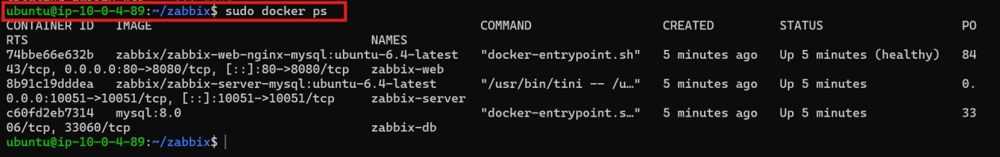 ubuntu@ip-10-0-4-89:~/zabbix$ sudo docker ps
CONTAINER ID   IMAGE                                             COMMAND                  CREATED         STATUS                   PO
RTS                                       NAMES
74bbe66e632b   zabbix/zabbix-web-nginx-mysql:ubuntu-6.4-latest   "docker-entrypoint.sh"   5 minutes ago   Up 5 minutes (healthy)   84
43/tcp, 0.0.0.0:80->8080/tcp, [::]:80->8080/tcp   zabbix-web
8b91c19dddea   zabbix/zabbix-server-mysql:ubuntu-6.4-latest      "/usr/bin/tini -- /u…"   5 minutes ago   Up 5 minutes             0.
0.0.0:10051->10051/tcp, [::]:10051->10051/tcp     zabbix-server
c60fd2eb7314   mysql:8.0                                         "docker-entrypoint.s…"   5 minutes ago   Up 5 minutes             33
06/tcp, 33060/tcp                                 zabbix-db
ubuntu@ip-10-0-4-89:~/zabbix$